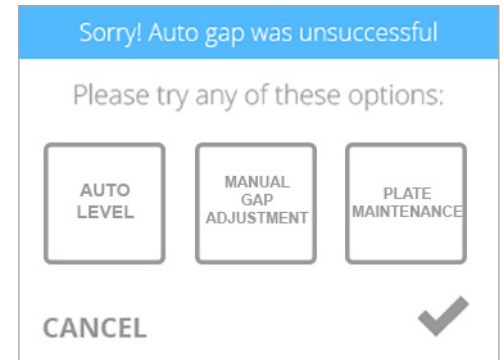 Sorry! Auto gap was unsuccessful
Please try any of these options:
AUTO
LEVEL
MANUAL
GAP
ADJUSTMENT
PLATE
MAINTENANCE
CANCEL